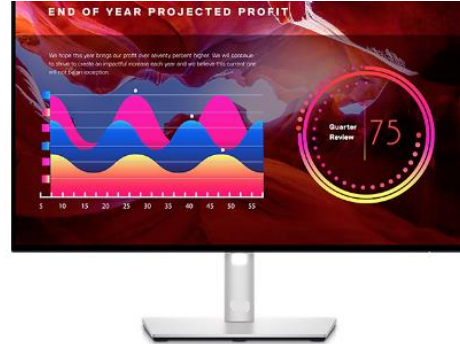 END OF YEAR PROJECTED PROFIT
We hope this year brings our profit over seventy percent higher. We will continue
to strive to create an impactful increase each year and we believe this current one
will not be an exception.
Quarter
Review
75
5 10 15 20 25 30 35 40 45 50 55